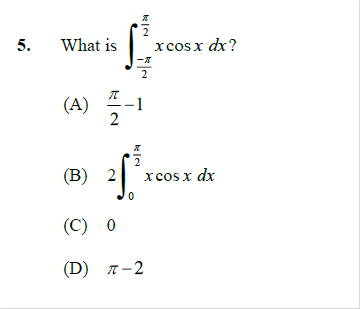 5. What is ∫_{-π/2}^{π/2} x cos x dx?
(A) π/2 − 1
(B) 2∫_{0}^{π/2} x cos x dx
(C) 0
(D) π − 2